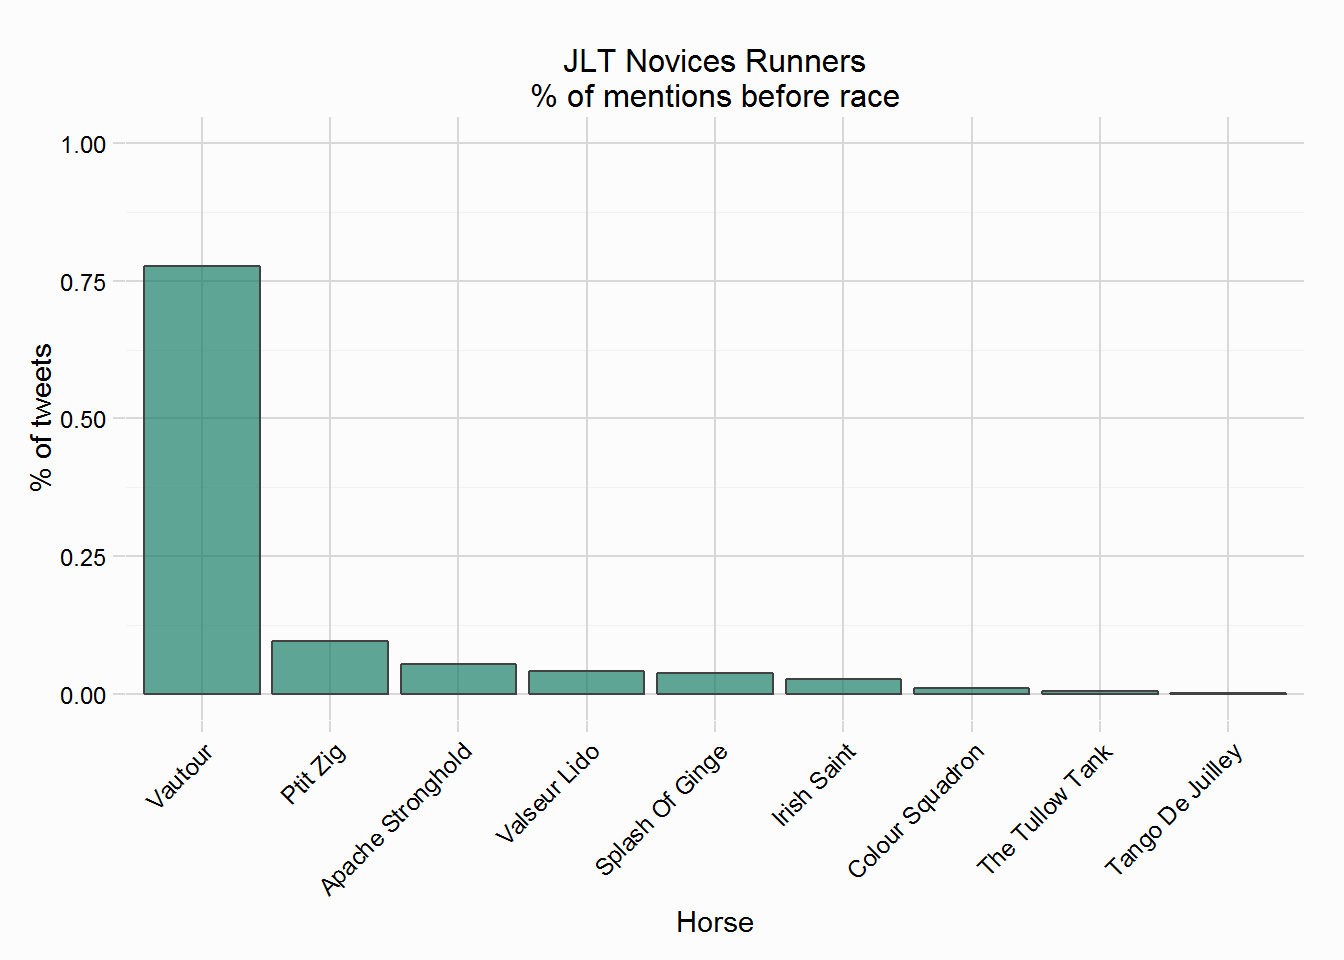 JLT Novices Runners
% of mentions before race
1.00
0.75
0.50
0.25
0.00
% of tweets
Vautour
Ptit Zig
Apache Stronghold
Valseur Lido
Splash Of Ginge
Irish Saint
Colour Squadron
The Tullow Tank
Tango De Juilley
Horse